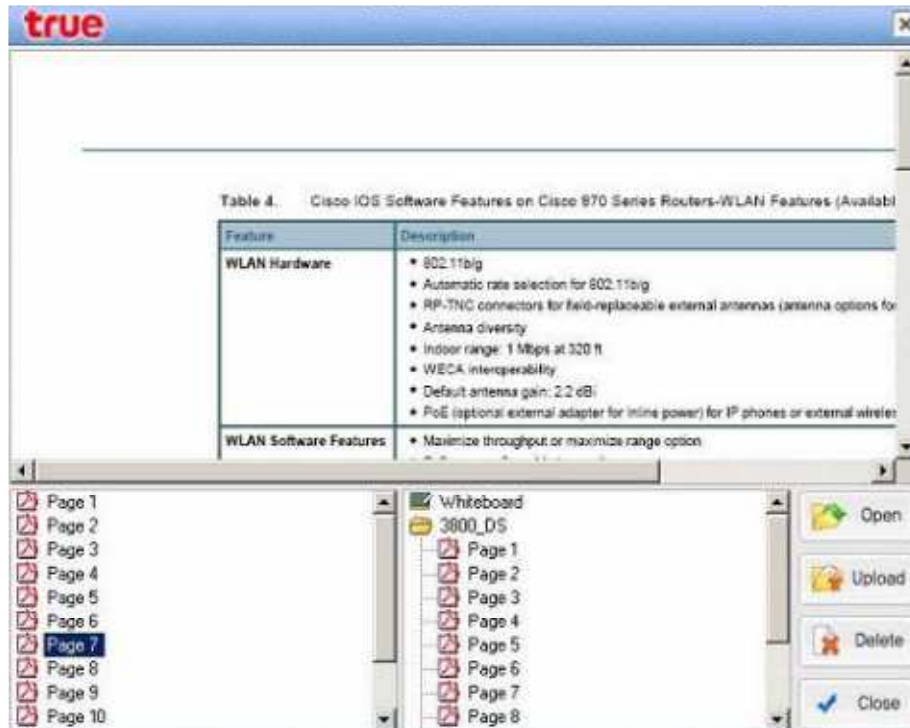 true
Table 4. Cisco IOS Software Features on Cisco 870 Series Routers-WLAN Features (Availabl
Feature Description
WLAN Hardware
• 802.11b/g
• Automatic rate selection for 802.11b/g
• RP-TNC connectors for field-replaceable external antennas (antenna options for
• Antenna diversity
• Indoor range: 1 Mbps at 320 ft
• WECA interoperability
• Default antenna gain: 2.2 dBi
• PoE (optional external adapter for inline power) for IP phones or external wireles
WLAN Software Features
• Maximize throughput or maximize range option
Page 1
Page 2
Page 3
Page 4
Page 5
Page 6
Page 7
Page 8
Page 9
Page 10
Whiteboard
3800_DS
Page 1
Page 2
Page 3
Page 4
Page 5
Page 6
Page 7
Page 8
Open
Upload
Delete
Close